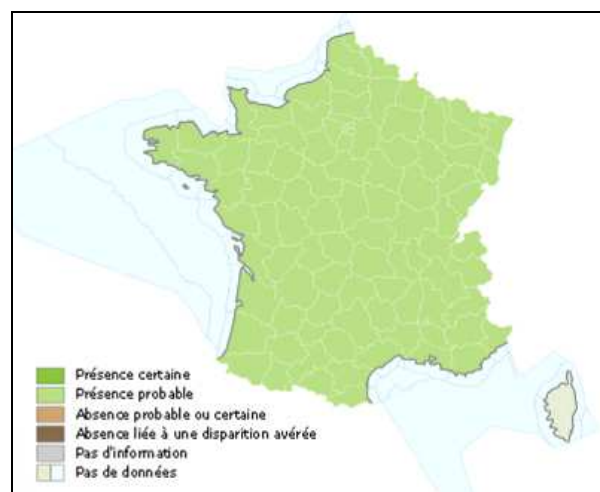 Présence certaine
Présence probable
Absence probable ou certaine
Absence liée à une disparition avérée
Pas d'information
Pas de données